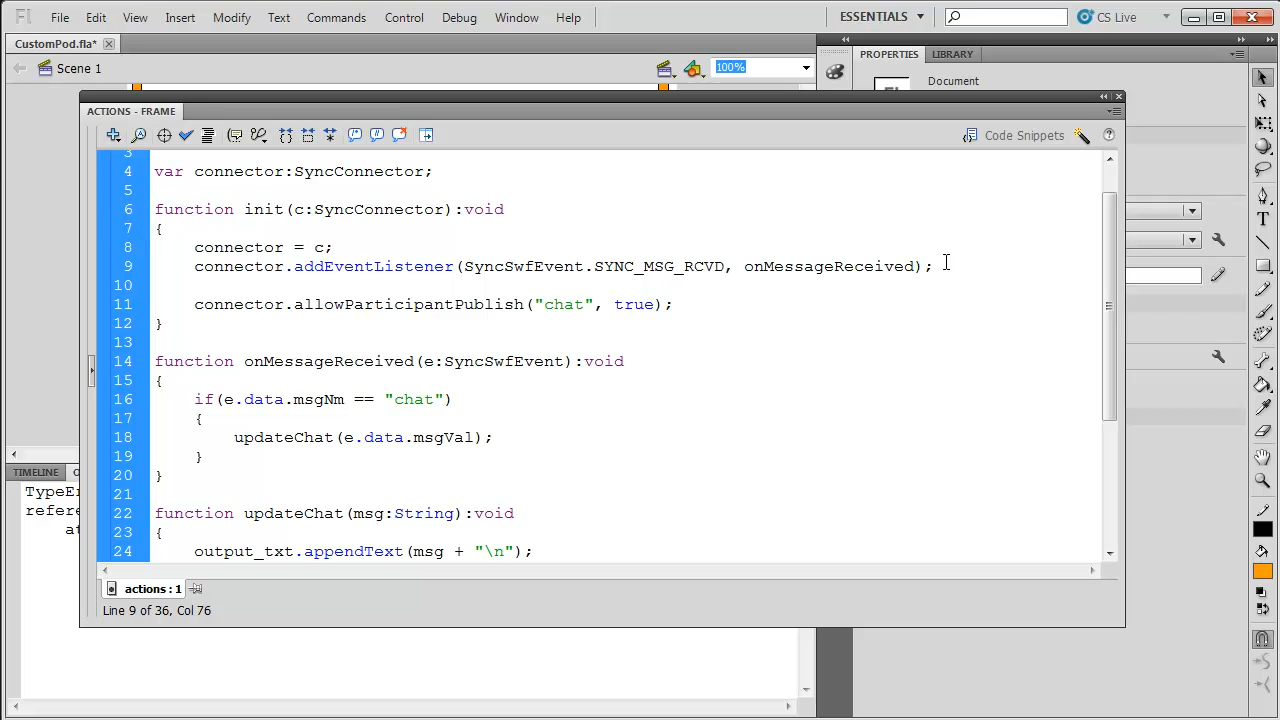 Fl File Edit View Insert Modify Text Commands Control Debug Window Help ESSENTIALS CS Live
CustomPod.fla*
Scene 1 100%
PROPERTIES LIBRARY
Document
ACTIONS - FRAME
Code Snippets
3
4 var connector:SyncConnector;
5
6 function init(c:SyncConnector):void
7 {
8 connector = c;
9 connector.addEventListener(SyncSwfEvent.SYNC_MSG_RCVD, onMessageReceived);
10
11 connector.allowParticipantPublish("chat", true);
12 }
13
14 function onMessageReceived(e:SyncSwfEvent):void
15 {
16 if(e.data.msgNm == "chat")
17 {
18 updateChat(e.data.msgVal);
19 }
20 }
21
22 function updateChat(msg:String):void
23 {
24 output_txt.appendText(msg + "\n");
TIMELINE O
TypeEr
refere
at
actions : 1
Line 9 of 36, Col 76